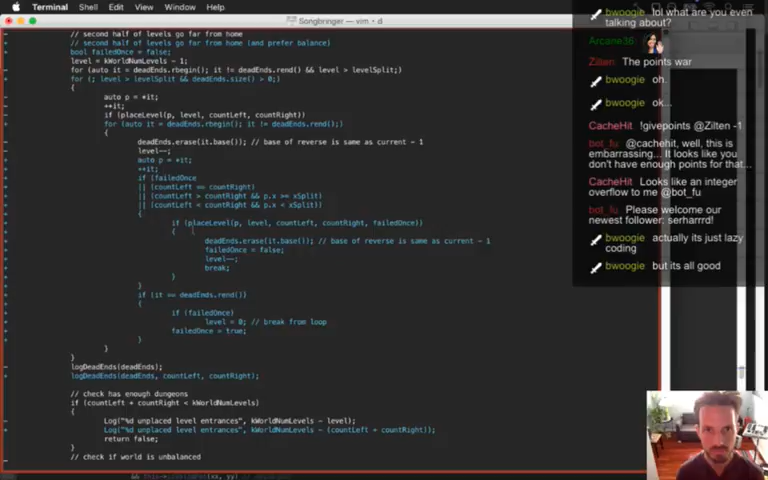 Terminal Shell Edit View Window Help
Songbringer — vim • d
// second half of levels go far from home
// second half of levels go far from home (and prefer balance)
bool failedOnce = false;
level = kWorldNumLevels - 1;
for (auto it = deadEnds.rbegin(); it != deadEnds.rend() && level > levelSplit;)
for (; level > levelSplit && deadEnds.size() > 0;)
{
auto p = *it;
++it;
if (placeLevel(p, level, countLeft, countRight))
for (auto it = deadEnds.rbegin(); it != deadEnds.rend();)
{
deadEnds.erase(it.base()); // base of reverse is same as current - 1
level--;
auto p = *it;
++it;
if (!failedOnce
|| (countLeft == countRight)
|| (countLeft > countRight && p.x >= xSplit)
|| (countLeft < countRight && p.x < xSplit))
{
if (placeLevel(p, level, countLeft, countRight, failedOnce))
{
deadEnds.erase(it.base()); // base of reverse is same as current - 1
failedOnce = false;
level--;
break;
}
}
if (it == deadEnds.rend())
{
if (failedOnce)
level = 0; // break from loop
failedOnce = true;
}
}
}
logDeadEnds(deadEnds);
logDeadEnds(deadEnds, countLeft, countRight);
// check has enough dungeons
if (countLeft + countRight < kWorldNumLevels)
{
Log("%d unplaced level entrances", kWorldNumLevels - level);
Log("%d unplaced level entrances", kWorldNumLevels - (countLeft + countRight));
return false;
}
// check if world is unbalanced
bwoogie lol what are you even
talking about?
Arcane36
Zilten The points war
bwoogie oh.
bwoogie ok...
CacheHit !givepoints @Zilten -1
bot_fu @cachehit, well, this is
embarrassing... It looks like you
don't have enough points for that...
CacheHit Looks like an integer
overflow to me @bot_fu
bot_fu Please welcome our
newest follower: serharrrd!
bwoogie actually its just lazy
coding
bwoogie but its all good